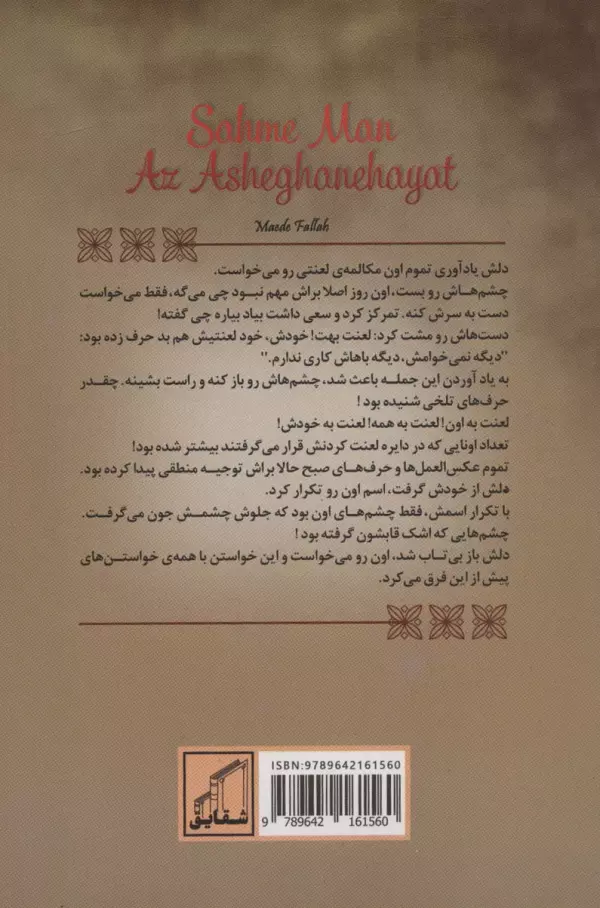 Sahme Man
Az Asheghanehayat
Maede Fallah
دلش یادآوری تموم اون مکالمه‌ی لعنتی رو می‌خواست.
چشم‌هاش رو بست، اون روز اصلا براش مهم نبود چی می‌گه، فقط می‌خواست
دست به سرش کنه. تمرکز کرد و سعی داشت بیاد بیاره چی گفته!
دست‌هاش رو مشت کرد: لعنت بهت! خودش، خود لعنتیش هم بد حرف زده بود:
"دیگه نمی‌خوامش، دیگه باهاش کاری ندارم."
به یاد آوردن این جمله باعث شد، چشم‌هاش رو باز کنه و راست بشینه. چقدر
حرف‌های تلخی شنیده بود !
لعنت به اون! لعنت به همه! لعنت به خودش!
تعداد اونایی که در دایره لعنت کردنش قرار می‌گرفتند بیشتر شده بود!
تموم عکس‌العمل‌ها و حرف‌های صبح حالا براش توجیه منطقی پیدا کرده بود.
دلش از خودش گرفت، اسم اون رو تکرار کرد.
با تکرار اسمش، فقط چشم‌های اون بود که جلوش چشمش جون می‌گرفت.
چشم‌هایی که اشک قابشون گرفته بود !
دلش باز بی‌تاب شد، اون رو می‌خواست و این خواستن با همه‌ی خواستن‌های
پیش از این فرق می‌کرد.
شقایق
ISBN:9789642161560
9 789642 161560